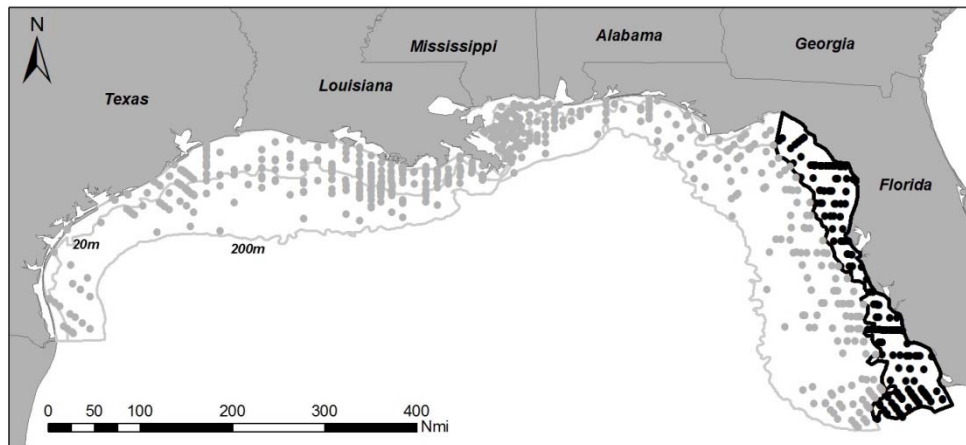 N
Texas
Louisiana
Mississippi
Alabama
Georgia
Florida
20m
200m
0 50 100 200 300 400
Nmi